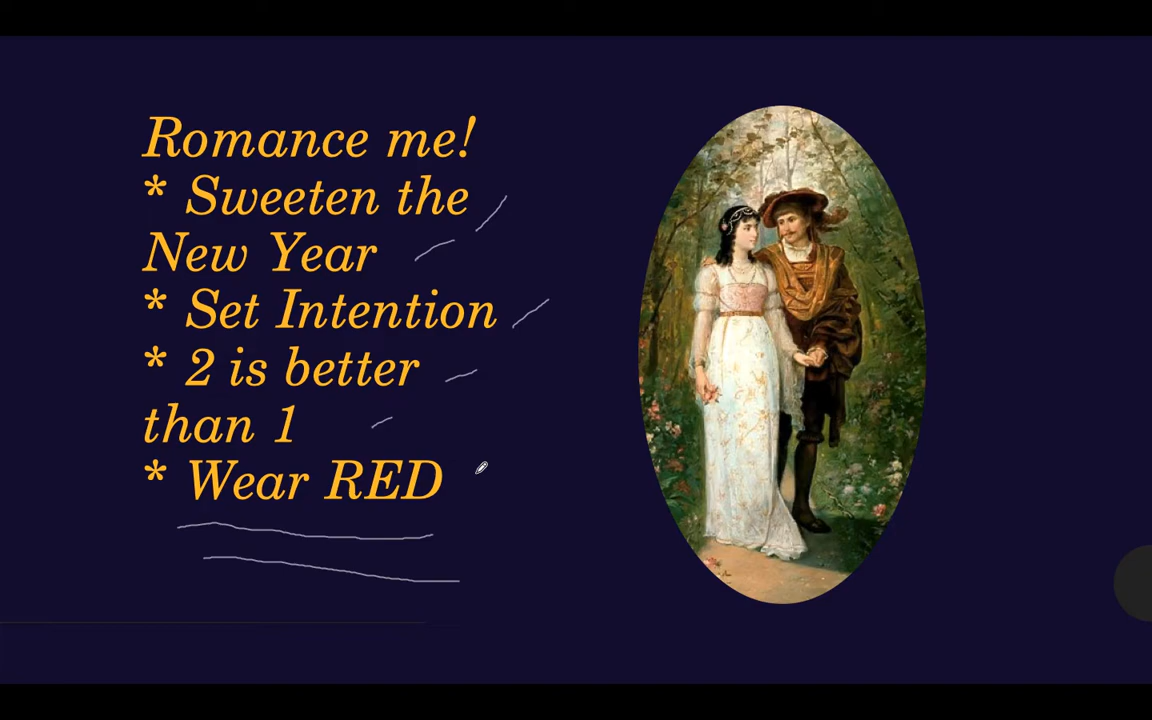 Romance me!
* Sweeten the
New Year
* Set Intention
* 2 is better
than 1
* Wear RED